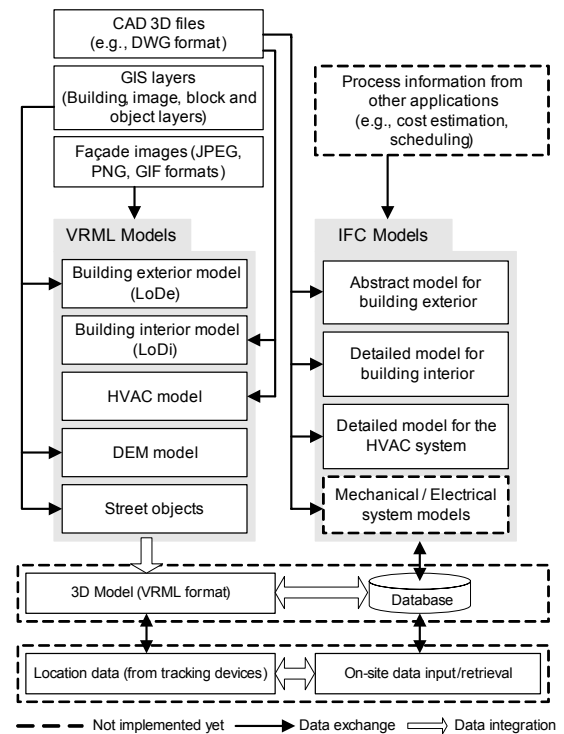 CAD 3D files
(e.g., DWG format)
GIS layers
(Building, image, block and
object layers)
Façade images (JPEG,
PNG, GIF formats)
Process information from
other applications
(e.g., cost estimation,
scheduling)
VRML Models
Building exterior model
(LoDe)
Building interior model
(LoDi)
HVAC model
DEM model
Street objects
IFC Models
Abstract model for
building exterior
Detailed model for
building interior
Detailed model for the
HVAC system
Mechanical / Electrical
system models
3D Model (VRML format)
Database
Location data (from tracking devices)
On-site data input/retrieval
Not implemented yet
Data exchange
Data integration